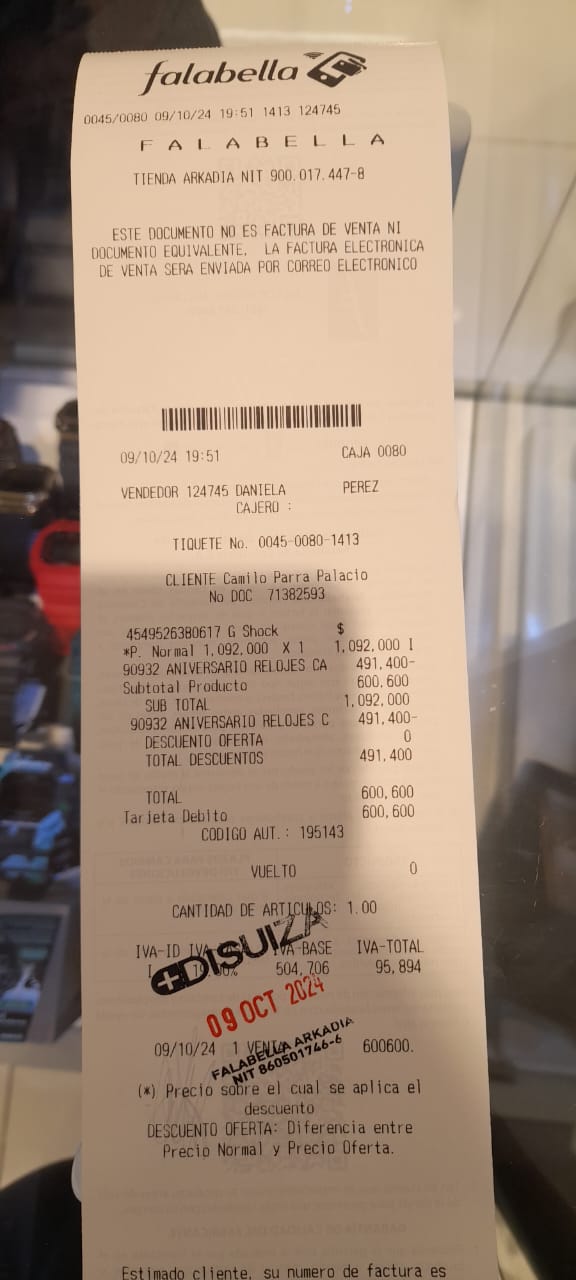 falabella
0045/0080 09/10/24 19:51 1413 124745
FALABELLA
TIENDA ARKADIA NIT 900.017.447-8
ESTE DOCUMENTO NO ES FACTURA DE VENTA NI
DOCUMENTO EQUIVALENTE. LA FACTURA ELECTRONICA
DE VENTA SERA ENVIADA POR CORREO ELECTRONICO
09/10/24 19:51 CAJA 0080
VENDEDOR 124745 DANIELA PEREZ
CAJERO :
TIQUETE No. 0045-0080-1413
CLIENTE Camilo Parra Palacio
No DOC 71382593
4549526380617 G Shock $
*P. Normal 1,092,000 X 1 1,092,000 I
90932 ANIVERSARIO RELOJES CA 491,400-
Subtotal Producto 600,600
SUB TOTAL 1,092,000
90932 ANIVERSARIO RELOJES C 491,400-
DESCUENTO OFERTA 0
TOTAL DESCUENTOS 491,400
TOTAL 600,600
Tarjeta Debito 600,600
CODIGO AUT.: 195143
VUELTO 0
CANTIDAD DE ARTICULOS: 1.00
IVA-ID IVA-BASE IVA-TOTAL
I 504,706 95,894
DISUIZA
09 OCT 2024
09/10/24 1 VENTA 600600.
FALABELLA ARKADIA
NIT 860501746-6
(*) Precio sobre el cual se aplica el
descuento
DESCUENTO OFERTA: Diferencia entre
Precio Normal y Precio Oferta.
Estimado cliente, su numero de factura es